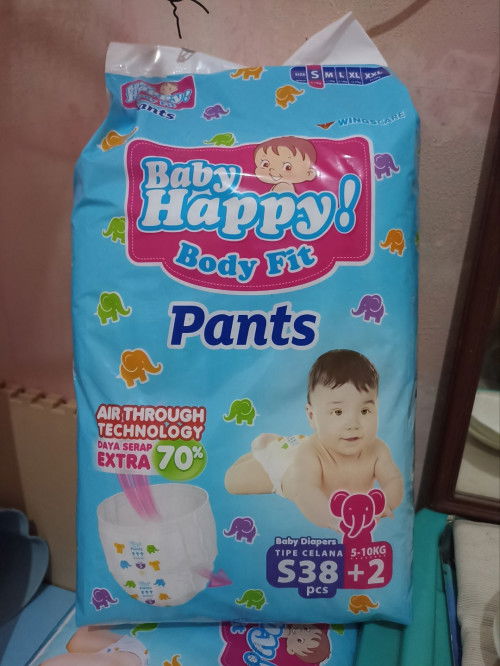 Happy!
Pants
SIZE S M L XL XXL
WINGSCARE
Baby
Happy!
Body Fit
Pants
AIR THROUGH
TECHNOLOGY
DAYA SERAP
EXTRA 70%
Baby Diapers
TIPE CELANA
S38
pcs
5-10KG
+2